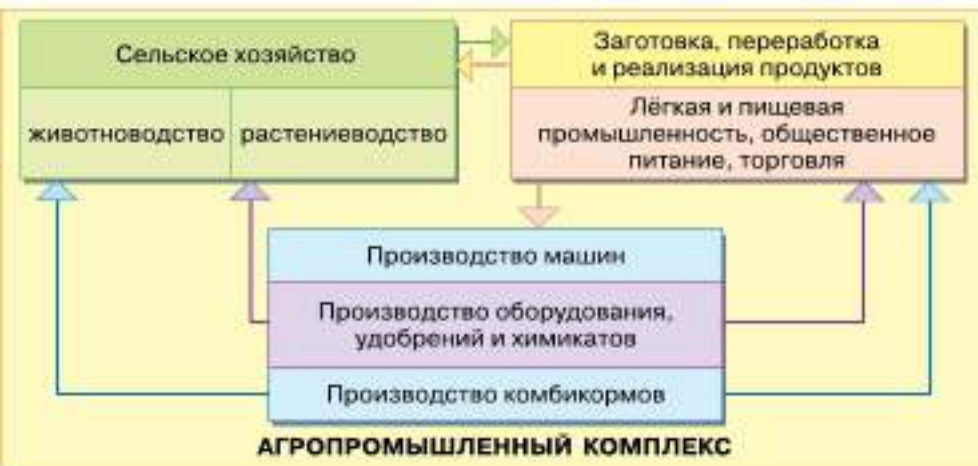 Сельское хозяйство
животноводство
растениеводство
Заготовка, переработка
и реализация продуктов
Лёгкая и пищевая
промышленность, общественное
питание, торговля
Производство машин
Производство оборудования,
удобрений и химикатов
Производство комбикормов
АГРОПРОМЫШЛЕННЫЙ КОМПЛЕКС